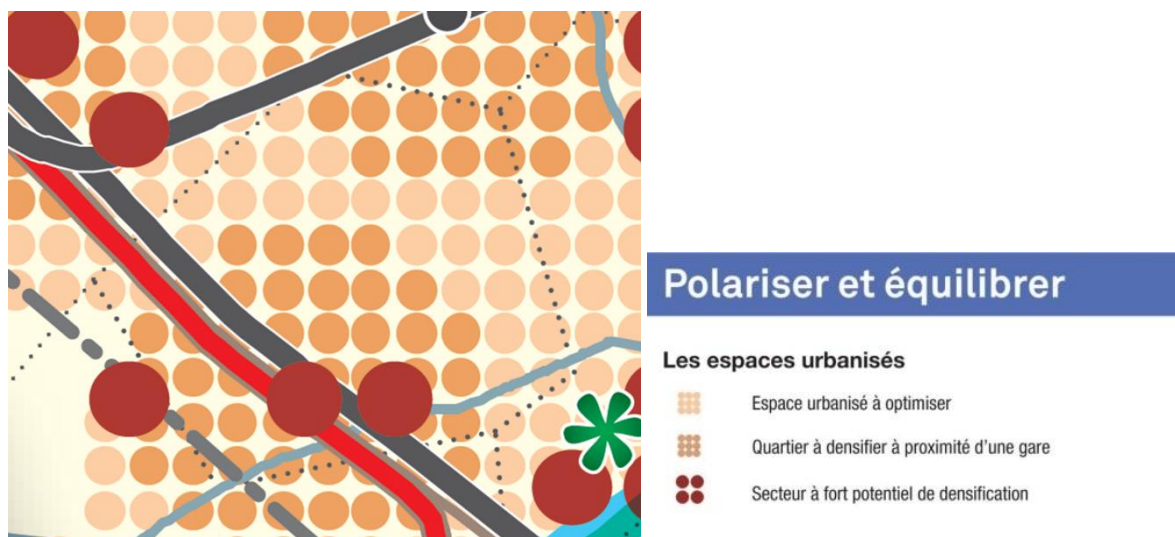 Polariser et équilibrer
Les espaces urbanisés
Espace urbanisé à optimiser
Quartier à densifier à proximité d'une gare
Secteur à fort potentiel de densification